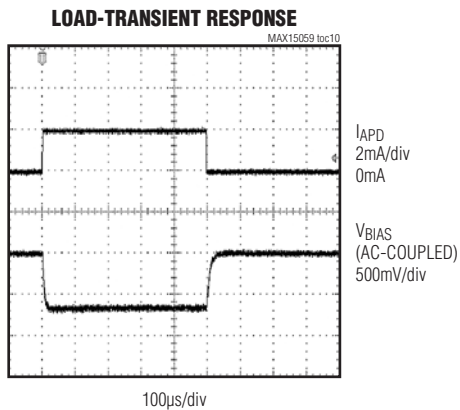 LOAD-TRANSIENT RESPONSE
MAX15059 toc10
IAPD
2mA/div
0mA
VBIAS
(AC-COUPLED)
500mV/div
100µs/div